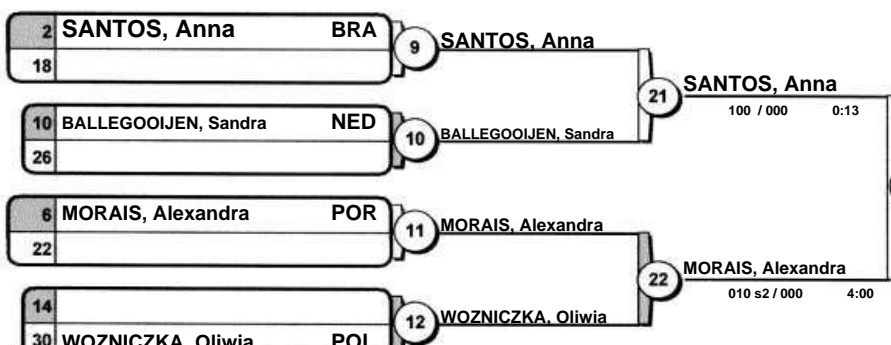 2 SANTOS, Anna BRA
18
9 SANTOS, Anna
10 BALLEGOOIJEN, Sandra NED
26
10 BALLEGOOIJEN, Sandra
21 SANTOS, Anna
100 / 000 0:13
6 MORAIS, Alexandra POR
22
11 MORAIS, Alexandra
14
30 WOZNICZKA, Oliwia POL
12 WOZNICZKA, Oliwia
22 MORAIS, Alexandra
010 s2 / 000 4:00